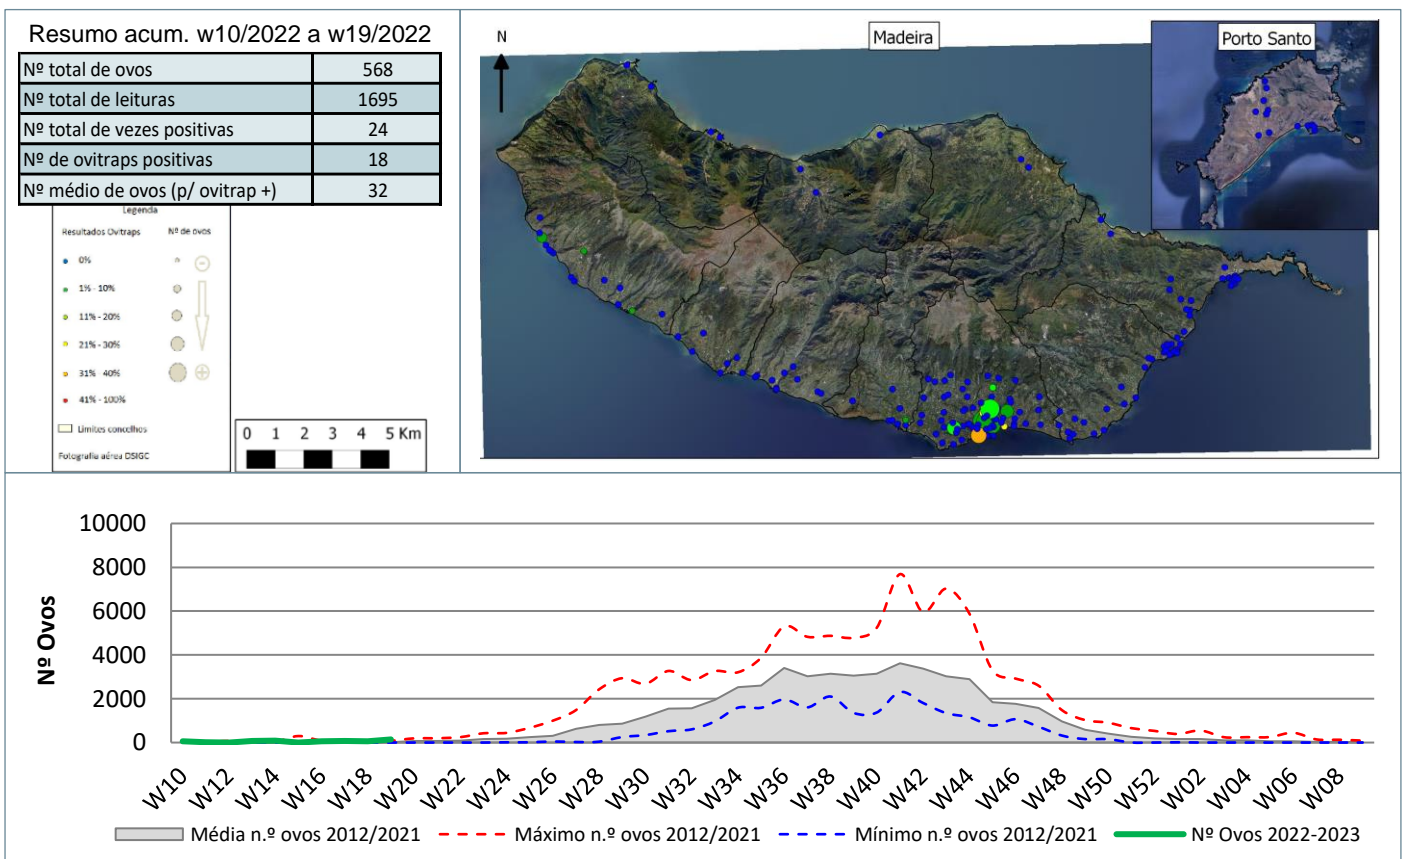 Resumo acum. w10/2022 a w19/2022
Nº total de ovos 568
Nº total de leituras 1695
Nº total de vezes positivas 24
Nº de ovitraps positivas 18
Nº médio de ovos (p/ ovitrap +) 32
Legenda
Resultados Ovitraps Nº de ovos
0%
1% - 10%
11% - 20%
21% - 30%
31% - 40%
41% - 100%
Limites concelhos
Fotografia aérea DSIGC
0 1 2 3 4 5 Km
N
Madeira
Porto Santo
Nº Ovos
10000
8000
6000
4000
2000
0
W10 W12 W14 W16 W18 W20 W22 W24 W26 W28 W30 W32 W34 W36 W38 W40 W42 W44 W46 W48 W50 W52 W02 W04 W06 W08
Média n.º ovos 2012/2021 Máximo n.º ovos 2012/2021 Mínimo n.º ovos 2012/2021 Nº Ovos 2022-2023